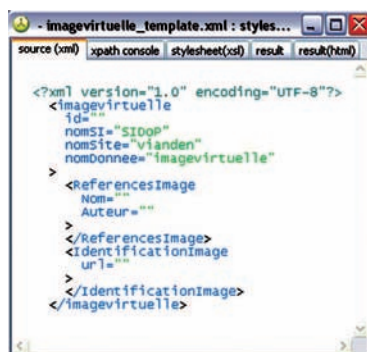 - imagevirtuelle_template.xml : styles...
source (xml) xpath console stylesheet(xsl) result result(html)
<?xml version="1.0" encoding="UTF-8"?>
<imagevirtuelle
id=""
nomSI="SIDoP"
nomSite="vianden"
nomDonnee="imagevirtuelle"
>
<ReferencesImage
Nom=""
Auteur=""
>
</ReferencesImage>
<IdentificationImage
url=""
>
</IdentificationImage>
</imagevirtuelle>